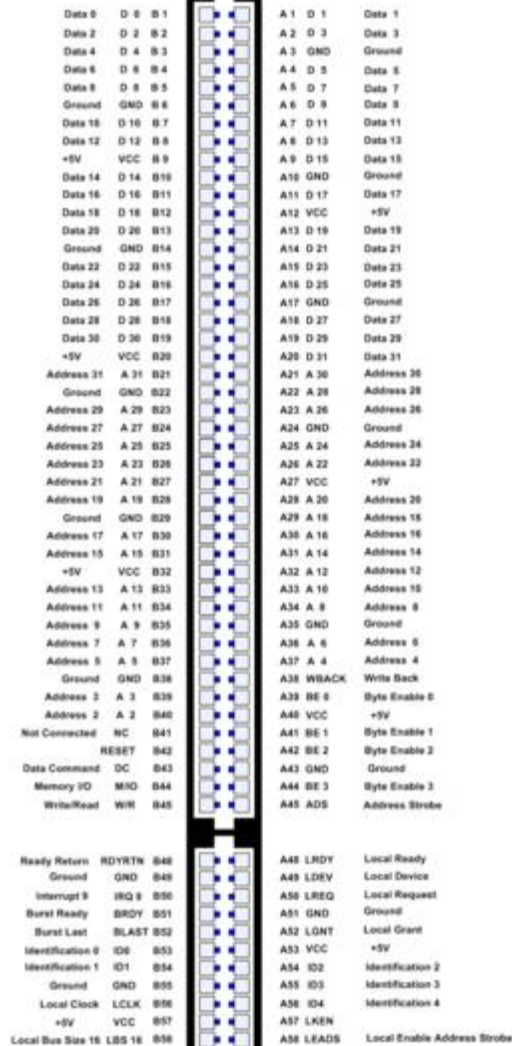 Data 0 D 0 B 1 A 1 D 1 Data 1
Data 2 D 2 B 2 A 2 D 3 Data 3
Data 4 D 4 B 3 A 3 GND Ground
Data 6 D 6 B 4 A 4 D 5 Data 5
Data 8 D 8 B 5 A 5 D 7 Data 7
Ground GND B 6 A 6 D 9 Data 9
Data 10 D 10 B 7 A 7 D 11 Data 11
Data 12 D 12 B 8 A 8 D 13 Data 13
+5V VCC B 9 A 9 D 15 Data 15
Data 14 D 14 B10 A10 GND Ground
Data 16 D 16 B11 A11 D 17 Data 17
Data 18 D 18 B12 A12 VCC +5V
Data 20 D 20 B13 A13 D 19 Data 19
Ground GND B14 A14 D 21 Data 21
Data 22 D 22 B15 A15 D 23 Data 23
Data 24 D 24 B16 A16 D 25 Data 25
Data 26 D 26 B17 A17 GND Ground
Data 28 D 28 B18 A18 D 27 Data 27
Data 30 D 30 B19 A19 D 29 Data 29
+5V VCC B20 A20 D 31 Data 31
Address 31 A 31 B21 A21 A 30 Address 30
Ground GND B22 A22 A 28 Address 28
Address 29 A 29 B23 A23 A 26 Address 26
Address 27 A 27 B24 A24 GND Ground
Address 25 A 25 B25 A25 A 24 Address 24
Address 23 A 23 B26 A26 A 22 Address 22
Address 21 A 21 B27 A27 VCC +5V
Address 19 A 19 B28 A28 A 20 Address 20
Ground GND B29 A29 A 18 Address 18
Address 17 A 17 B30 A30 A 16 Address 16
Address 15 A 15 B31 A31 A 14 Address 14
+5V VCC B32 A32 A 12 Address 12
Address 13 A 13 B33 A33 A 10 Address 10
Address 11 A 11 B34 A34 A 8 Address 8
Address 9 A 9 B35 A35 GND Ground
Address 7 A 7 B36 A36 A 6 Address 6
Address 5 A 5 B37 A37 A 4 Address 4
Ground GND B38 A38 WBACK Write Back
Address 3 A 3 B39 A39 BE 0 Byte Enable 0
Address 2 A 2 B40 A40 VCC +5V
Not Connected NC B41 A41 BE 1 Byte Enable 1
RESET B42 A42 BE 2 Byte Enable 2
Data Command DC B43 A43 GND Ground
Memory I/O M/IO B44 A44 BE 3 Byte Enable 3
Write/Read W/R B45 A45 ADS Address Strobe
Ready Return RDYRTN B48 A48 LRDY Local Ready
Ground GND B49 A49 LDEV Local Device
Interrupt 9 IRQ 9 B50 A50 LREQ Local Request
Burst Ready BRDY B51 A51 GND Ground
Burst Last BLAST B52 A52 LGNT Local Grant
Identification 0 ID0 B53 A53 VCC +5V
Identification 1 ID1 B54 A54 ID2 Identification 2
Ground GND B55 A55 ID3 Identification 3
Local Clock LCLK B56 A56 ID4 Identification 4
+5V VCC B57 A57 LKEN
Local Bus Size 16 LBS 16 B58 A58 LEADS Local Enable Address Strobe